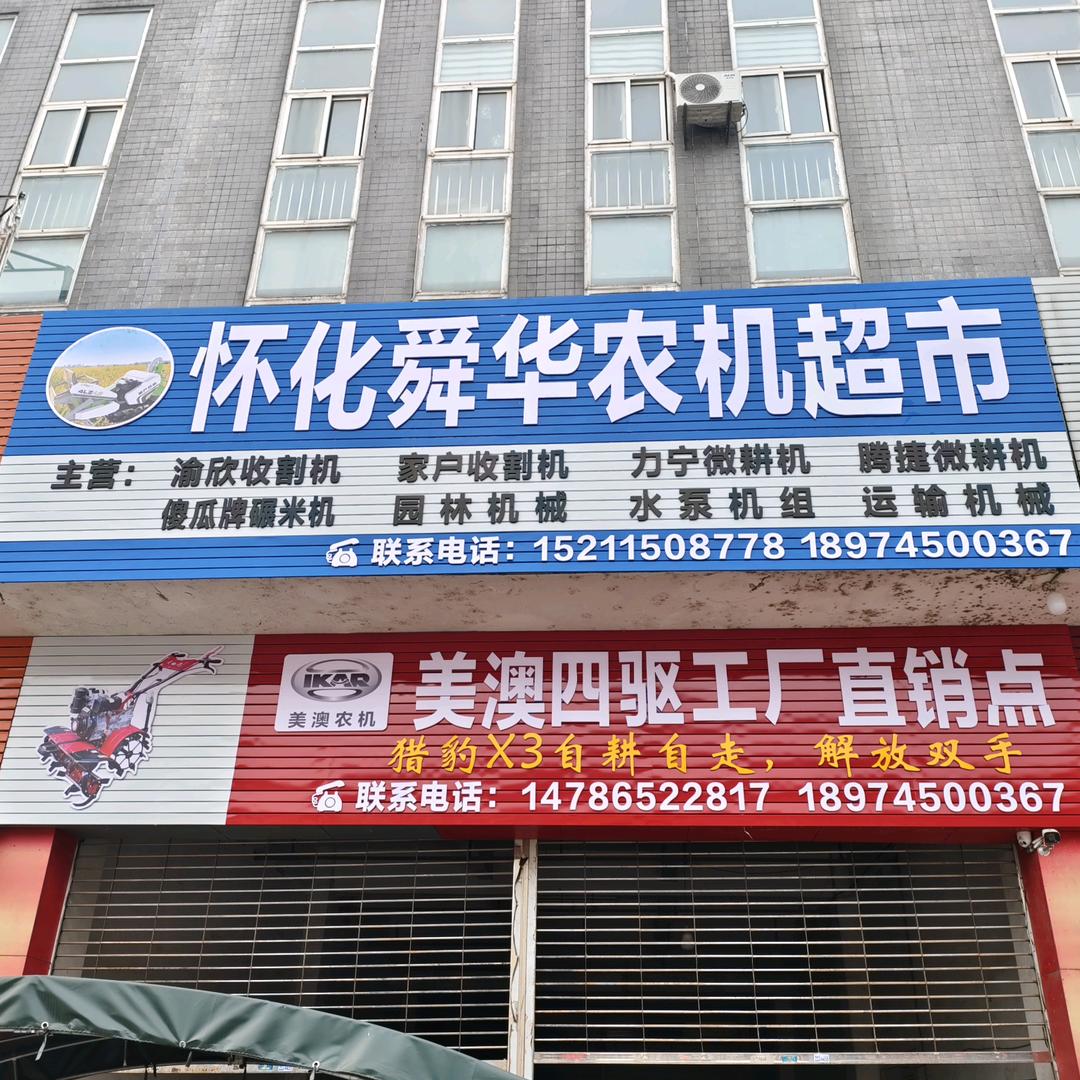 怀化舜华农机超市
主营： 渝欣收割机 家户收割机 力宁微耕机 腾捷微耕机
傻瓜牌碾米机 园林机械 水泵机组 运输机械
联系电话：15211508778 18974500367
IKAR
美澳农机
美澳四驱工厂直销点
猎豹X3自耕自走，解放双手
联系电话：14786522817 18974500367